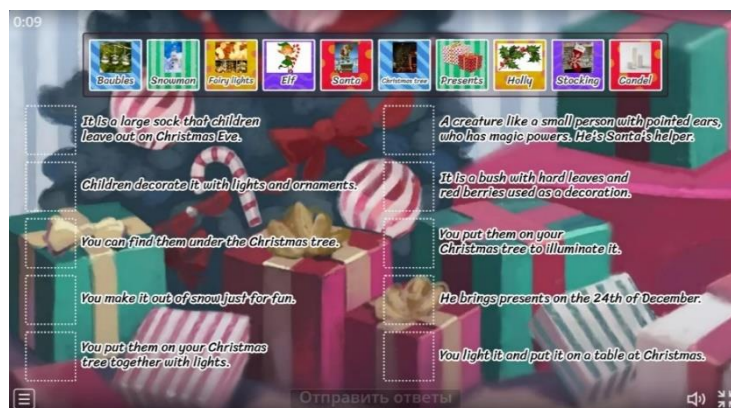 0:09
Baubles Snowman Fairy lights Elf Santa Christmas tree Presents Holly Stocking Candel
It is a large sock that children
leave out on Christmas Eve.
Children decorate it with lights and ornaments.
You can find them under the Christmas tree.
You make it out of snow just for fun.
You put them on your Christmas
tree together with lights.
A creature like a small person with pointed ears,
who has magic powers. He's Santa's helper.
It is a bush with hard leaves and
red berries used as a decoration.
You put them on your
Christmas tree to illuminate it.
He brings presents on the 24th of December.
You light it and put it on a table at Christmas.
Отправить ответы